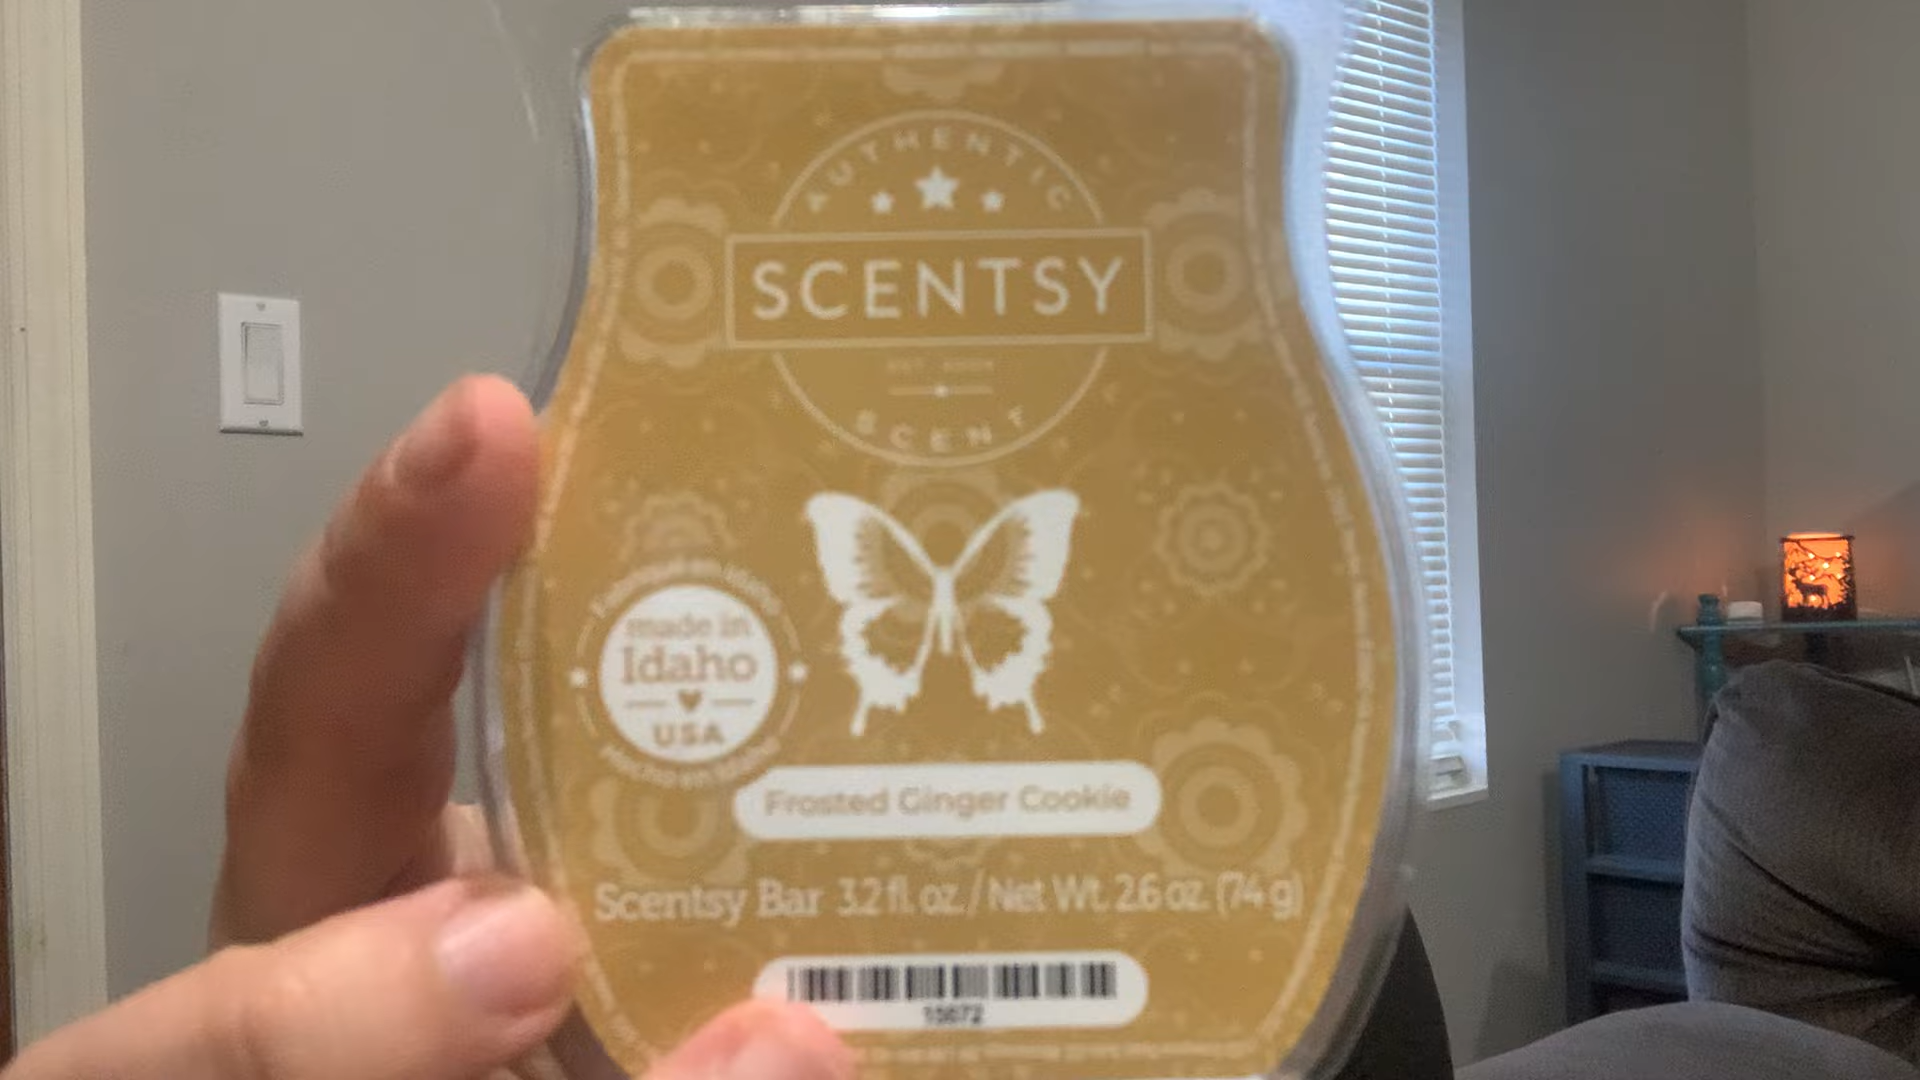 AUTHENTIC
SCENTSY
SCENT
made in
Idaho
USA
Frosted Ginger Cookie
Scentsy Bar 3.2 fl. oz. / Net Wt. 2.6 oz. (74 g)